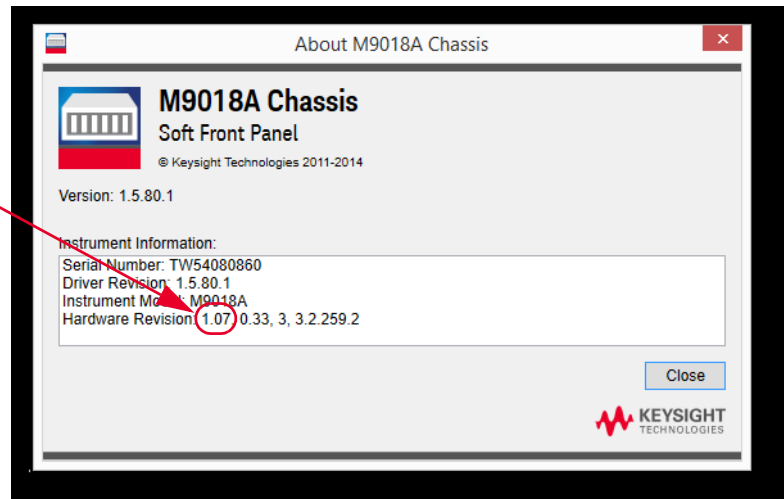 About M9018A Chassis
×
M9018A Chassis
Soft Front Panel
© Keysight Technologies 2011-2014
Version: 1.5.80.1
Instrument Information:
Serial Number: TW54080860
Driver Revision: 1.5.80.1
Instrument Model: M9018A
Hardware Revision: 1.07, 0.33, 3, 3.2.259.2
Close
KEYSIGHT
TECHNOLOGIES